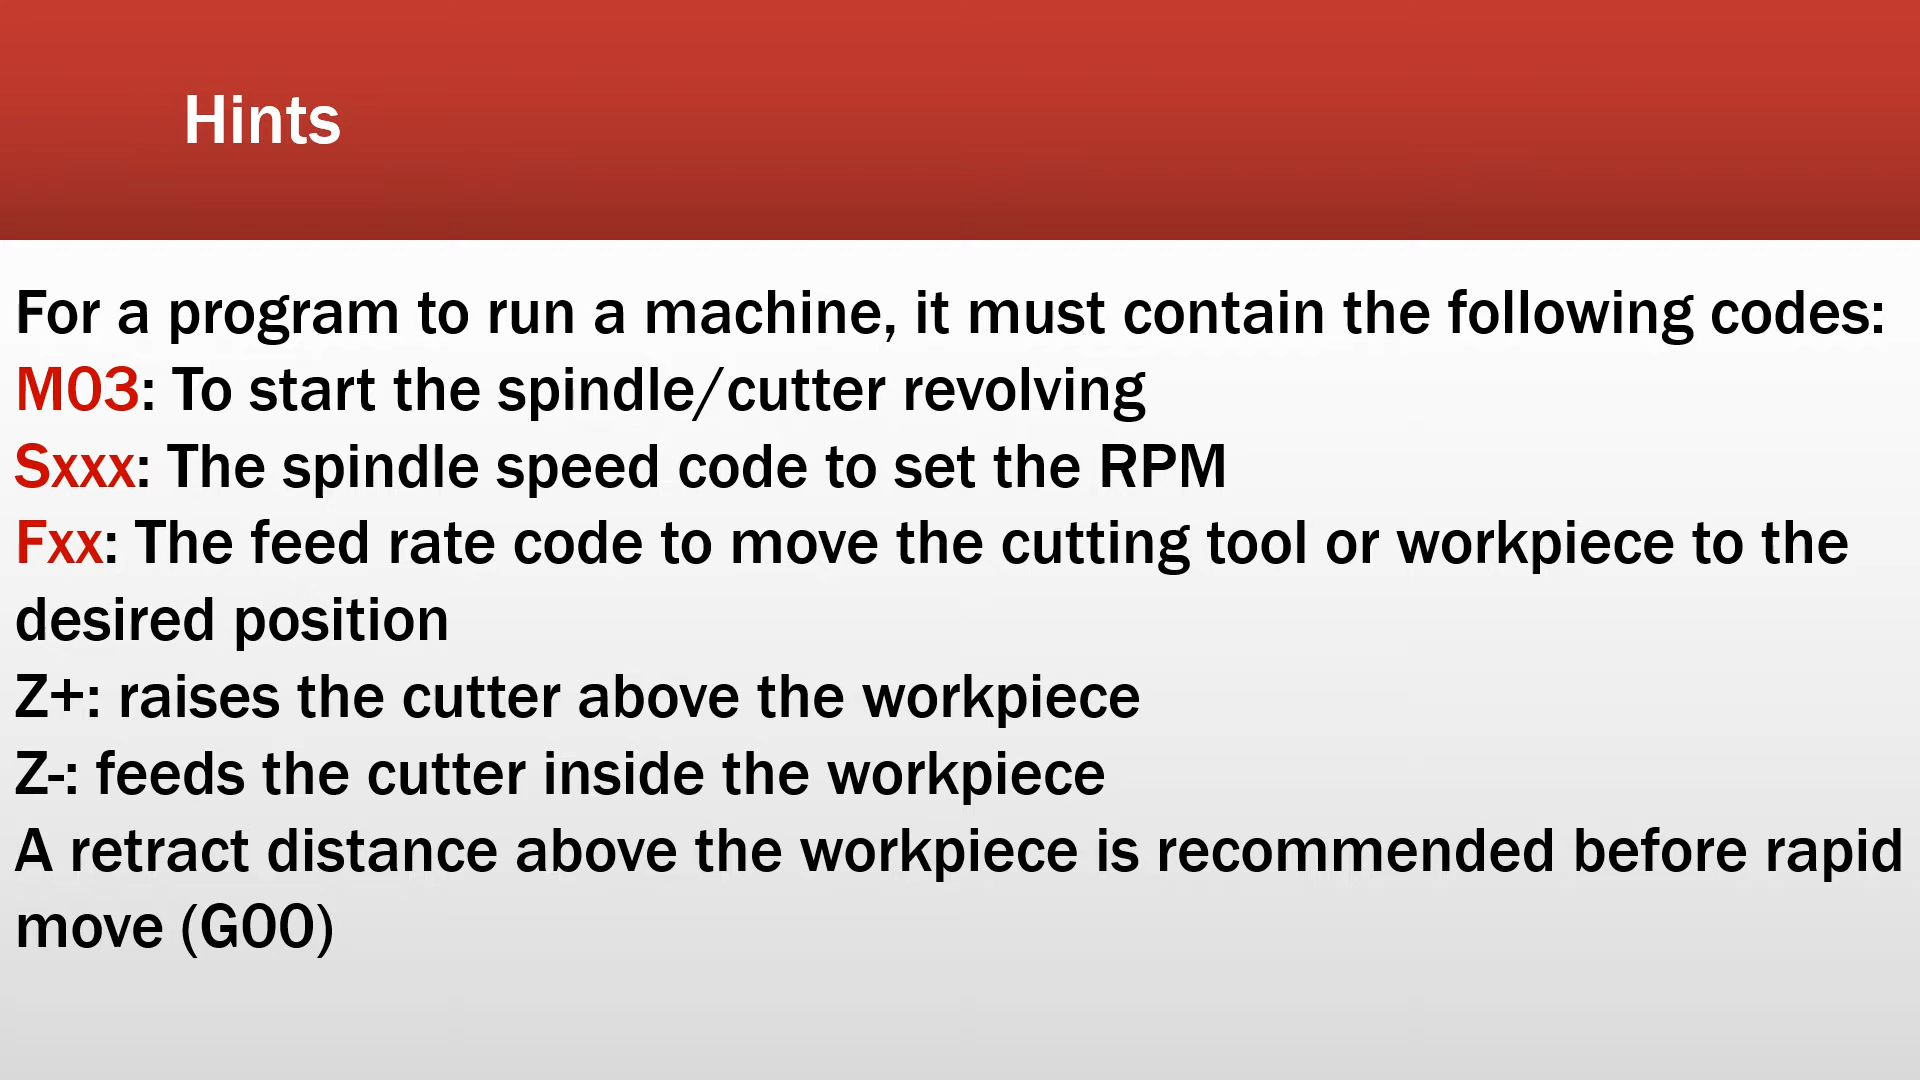 Hints
For a program to run a machine, it must contain the following codes:
M03: To start the spindle/cutter revolving
Sxxx: The spindle speed code to set the RPM
Fxx: The feed rate code to move the cutting tool or workpiece to the
desired position
Z+: raises the cutter above the workpiece
Z-: feeds the cutter inside the workpiece
A retract distance above the workpiece is recommended before rapid
move (G00)